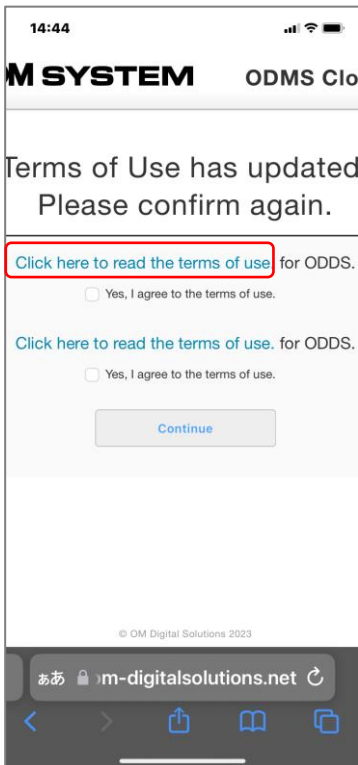 14:44
M SYSTEM ODMS Clo
Terms of Use has updated
Please confirm again.
Click here to read the terms of use. for ODDS.
Yes, I agree to the terms of use.
Click here to read the terms of use. for ODDS.
Yes, I agree to the terms of use.
Continue
© OM Digital Solutions 2023
ぁあ m-digitalsolutions.net